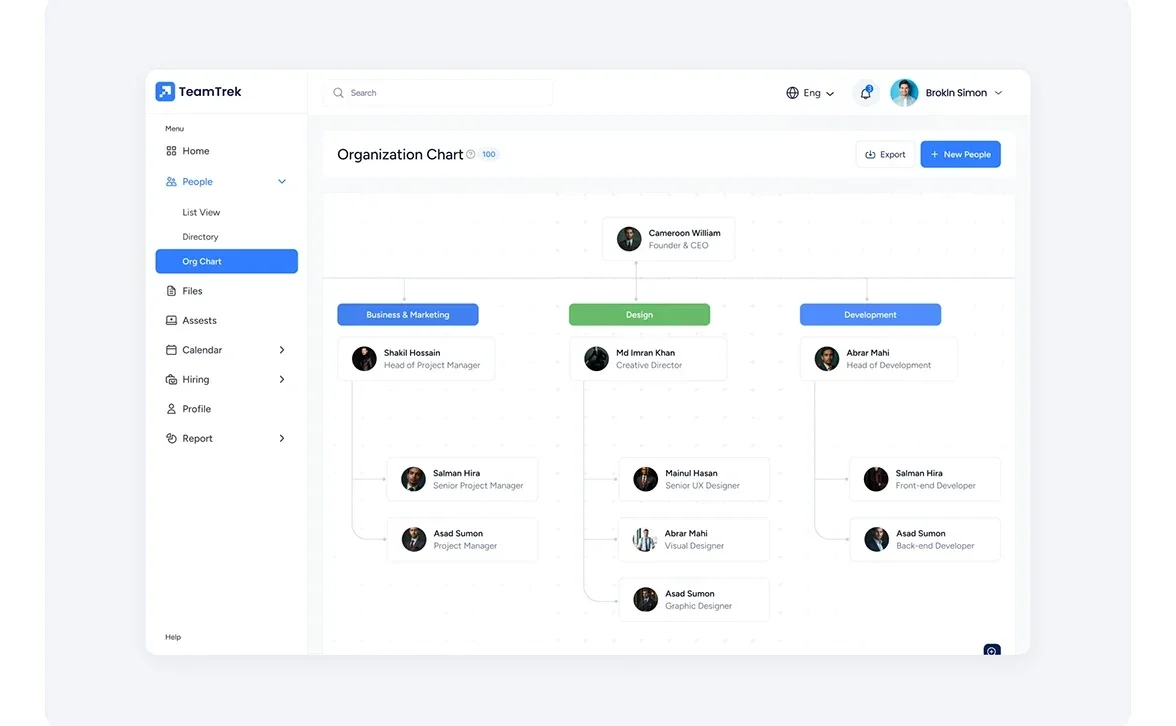 TeamTrek
Search
Eng
3
BrokIn Simon
Menu
Home
People
List View
Directory
Org Chart
Files
Assests
Calendar
Hiring
Profile
Report
Help
Organization Chart ? 100
Export
+ New People
Cameroon William
Founder & CEO
Business & Marketing
Design
Development
Shakil Hossain
Head of Project Manager
Md Imran Khan
Creative Director
Abrar Mahi
Head of Development
Salman Hira
Senior Project Manager
Mainul Hasan
Senior UX Designer
Salman Hira
Front-end Developer
Asad Sumon
Project Manager
Abrar Mahi
Visual Designer
Asad Sumon
Back-end Developer
Asad Sumon
Graphic Designer